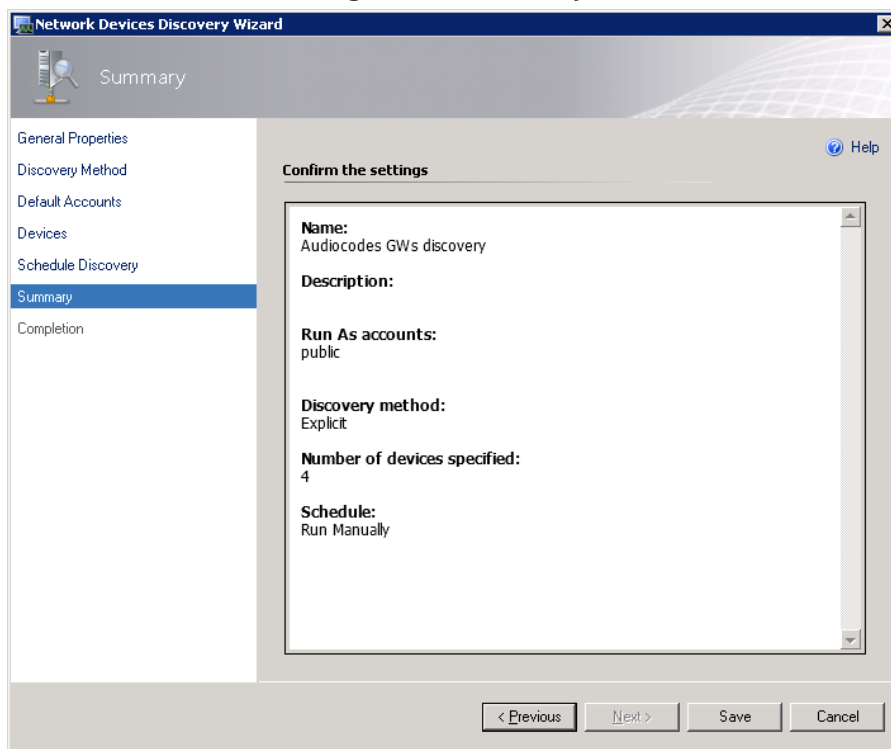 Network Devices Discovery Wizard
Summary
General Properties
Discovery Method
Default Accounts
Devices
Schedule Discovery
Summary
Completion
Help
Confirm the settings
Name:
Audiocodes GWs discovery
Description:
Run As accounts:
public
Discovery method:
Explicit
Number of devices specified:
4
Schedule:
Run Manually
< Previous
Next >
Save
Cancel